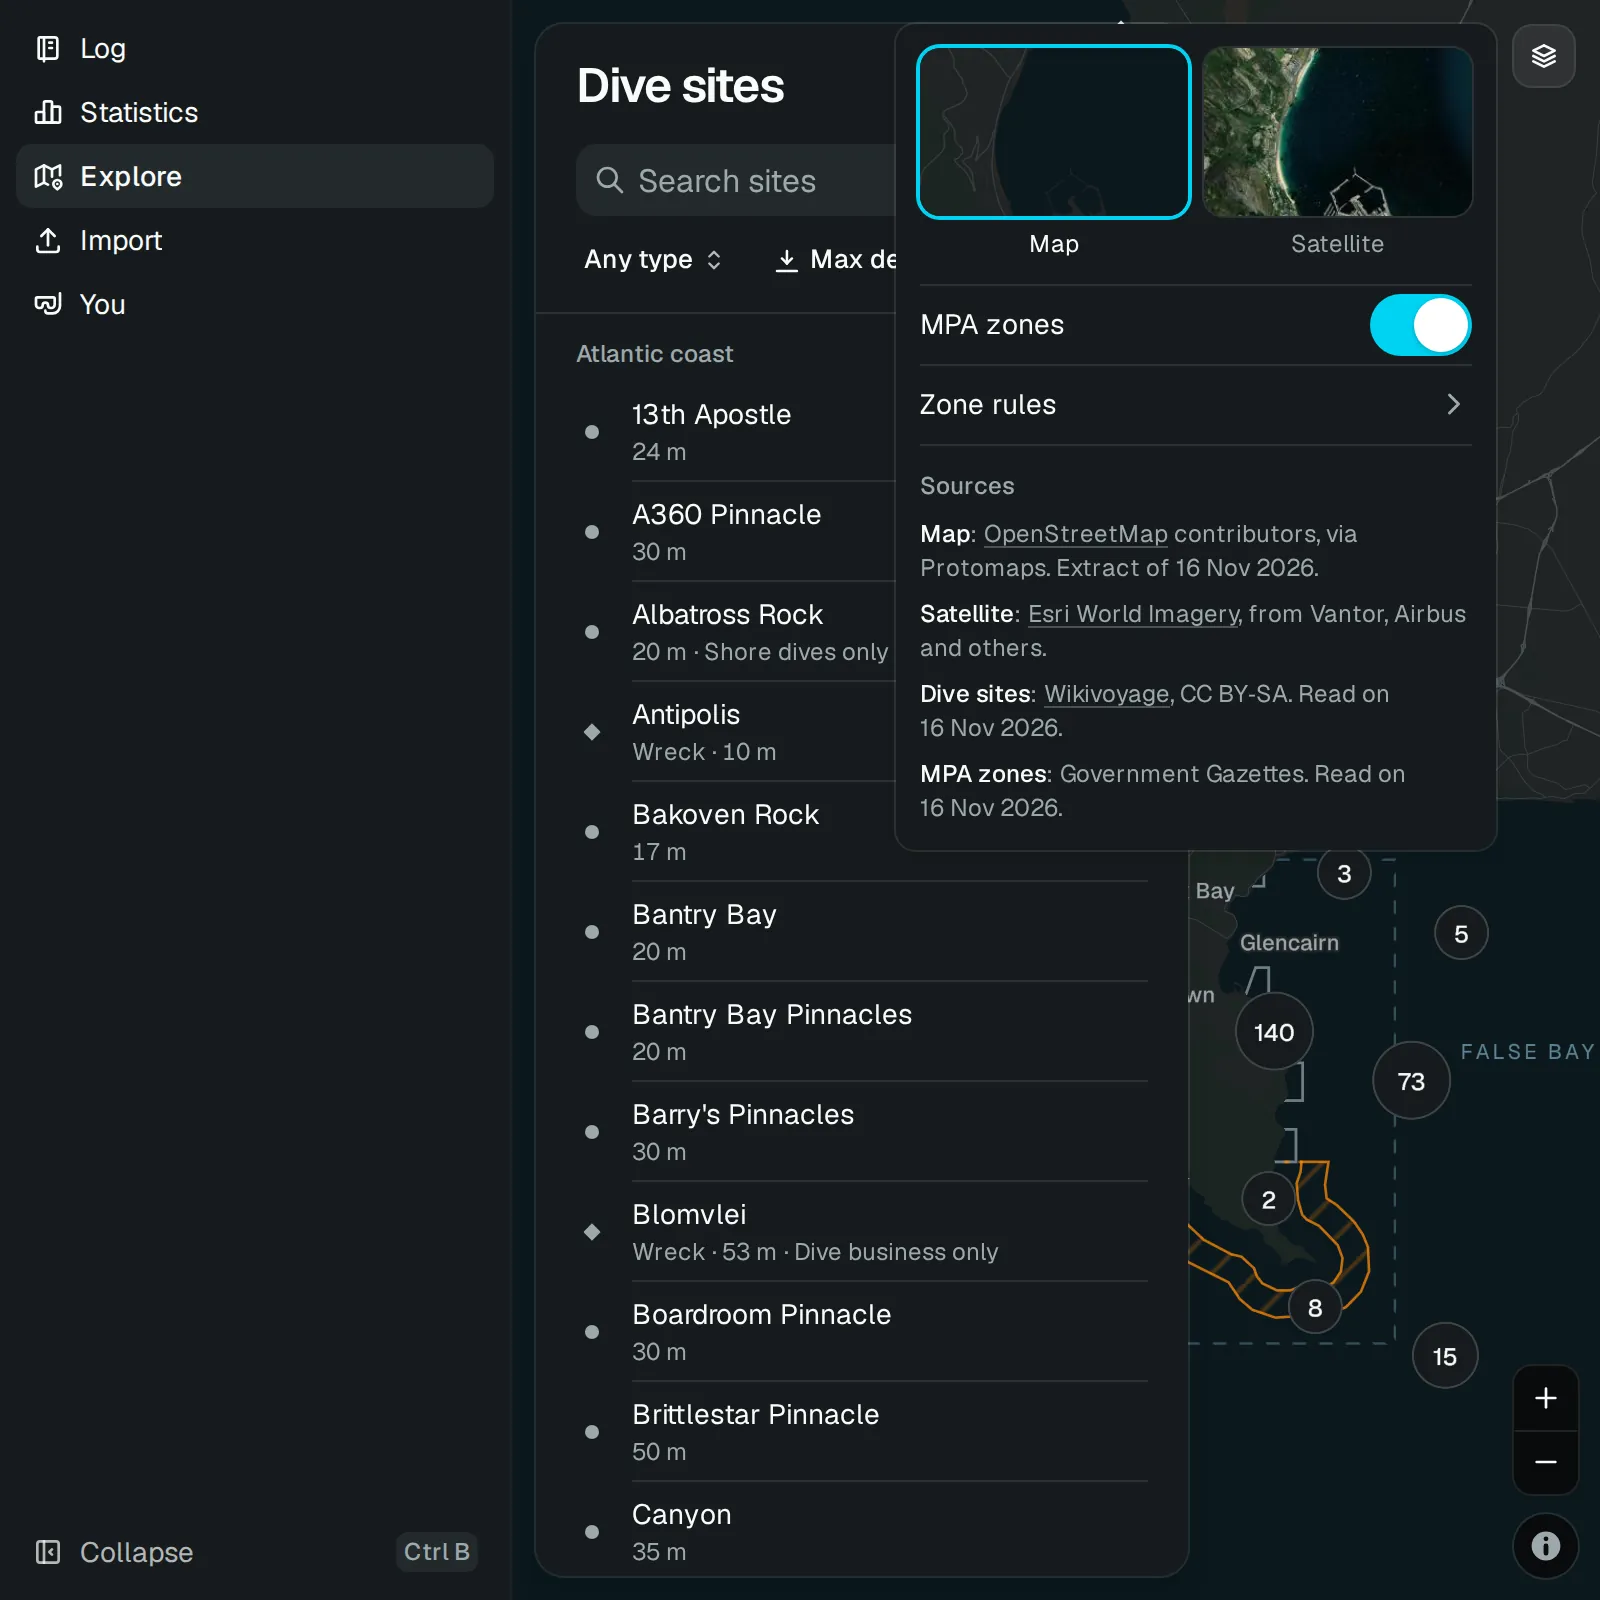 Log
Statistics
Explore
Import
You
Collapse
Ctrl B
Dive sites
Search sites
Any type
Max de
Atlantic coast
13th Apostle
24 m
A360 Pinnacle
30 m
Albatross Rock
20 m · Shore dives only
Antipolis
Wreck · 10 m
Bakoven Rock
17 m
Bantry Bay
20 m
Bantry Bay Pinnacles
20 m
Barry's Pinnacles
30 m
Blomvlei
Wreck · 53 m · Dive business only
Boardroom Pinnacle
30 m
Brittlestar Pinnacle
50 m
Canyon
35 m
Map
Satellite
MPA zones
Zone rules
Sources
Map: OpenStreetMap contributors, via
Protomaps. Extract of 16 Nov 2026.
Satellite: Esri World Imagery, from Vantor, Airbus
and others.
Dive sites: Wikivoyage, CC BY-SA. Read on
16 Nov 2026.
MPA zones: Government Gazettes. Read on
16 Nov 2026.
3
Bay
5
Glencairn
wn
140
FALSE BAY
73
2
8
15